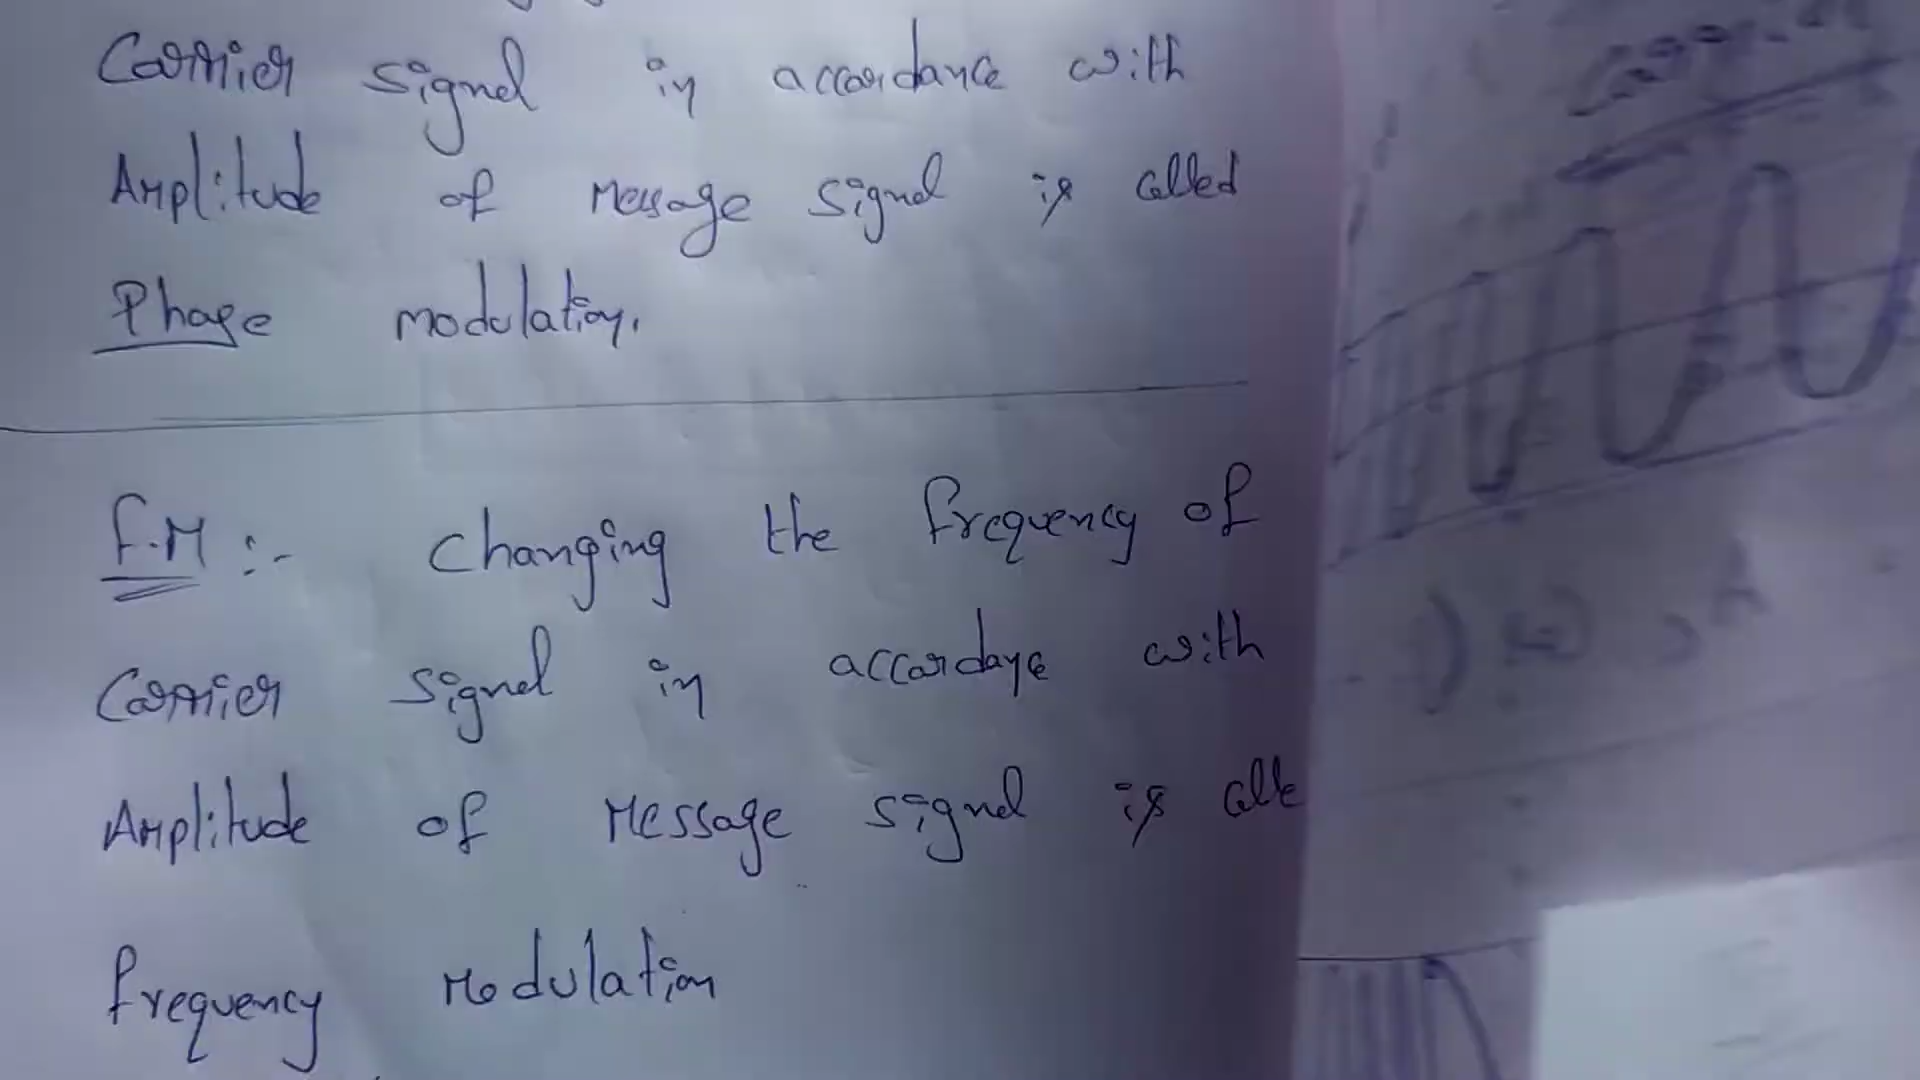 Carrier signal in accordance with
Amplitude of Message signal is called
Phase modulation.
F.M :- Changing the frequency of
Carrier signal in accordance with
Amplitude of Message signal is calle
frequency Modulation